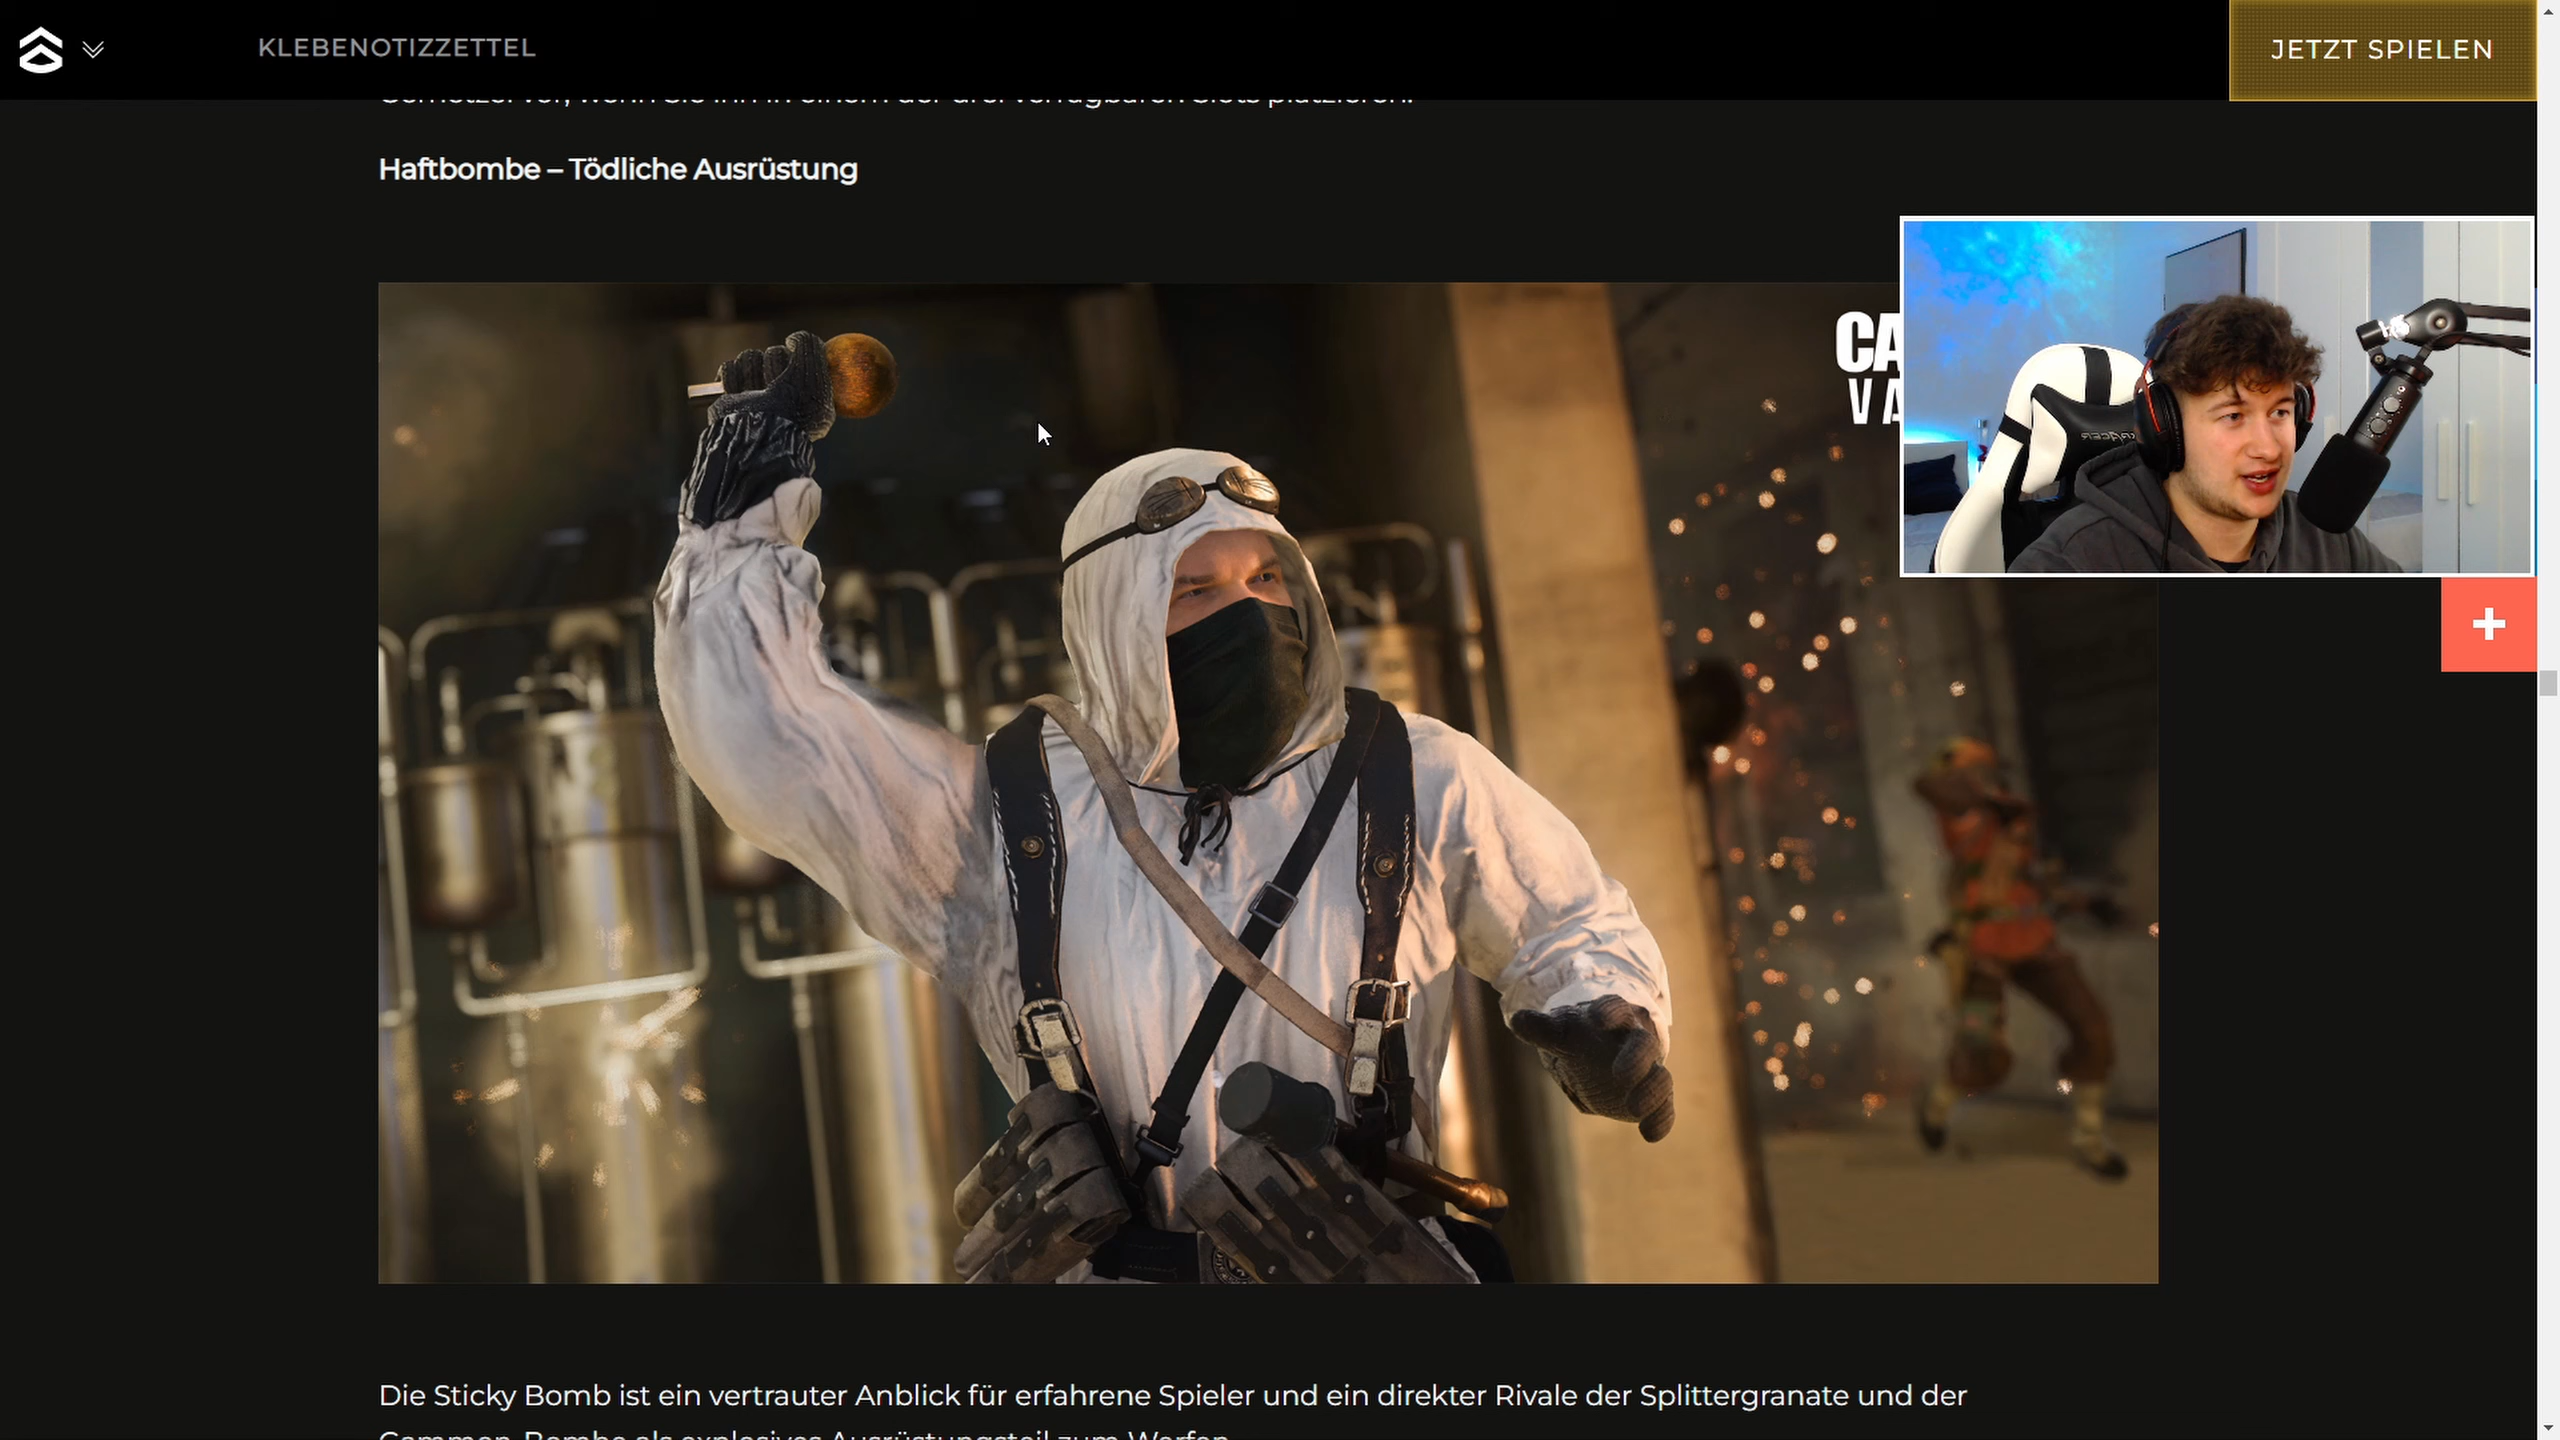 KLEBENOTIZZETTEL
JETZT SPIELEN
Haftbombe – Tödliche Ausrüstung
CA
VA
Die Sticky Bomb ist ein vertrauter Anblick für erfahrene Spieler und ein direkter Rivale der Splittergranate und der